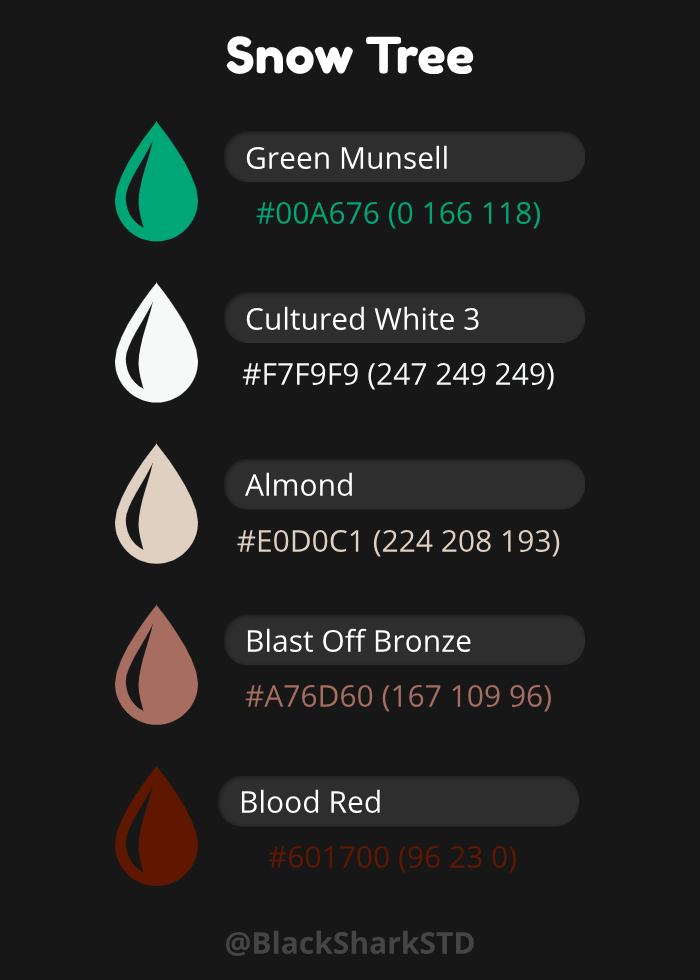 Snow Tree
Green Munsell
#00A676 (0 166 118)
Cultured White 3
#F7F9F9 (247 249 249)
Almond
#E0D0C1 (224 208 193)
Blast Off Bronze
#A76D60 (167 109 96)
Blood Red
#601700 (96 23 0)
@BlackSharkSTD